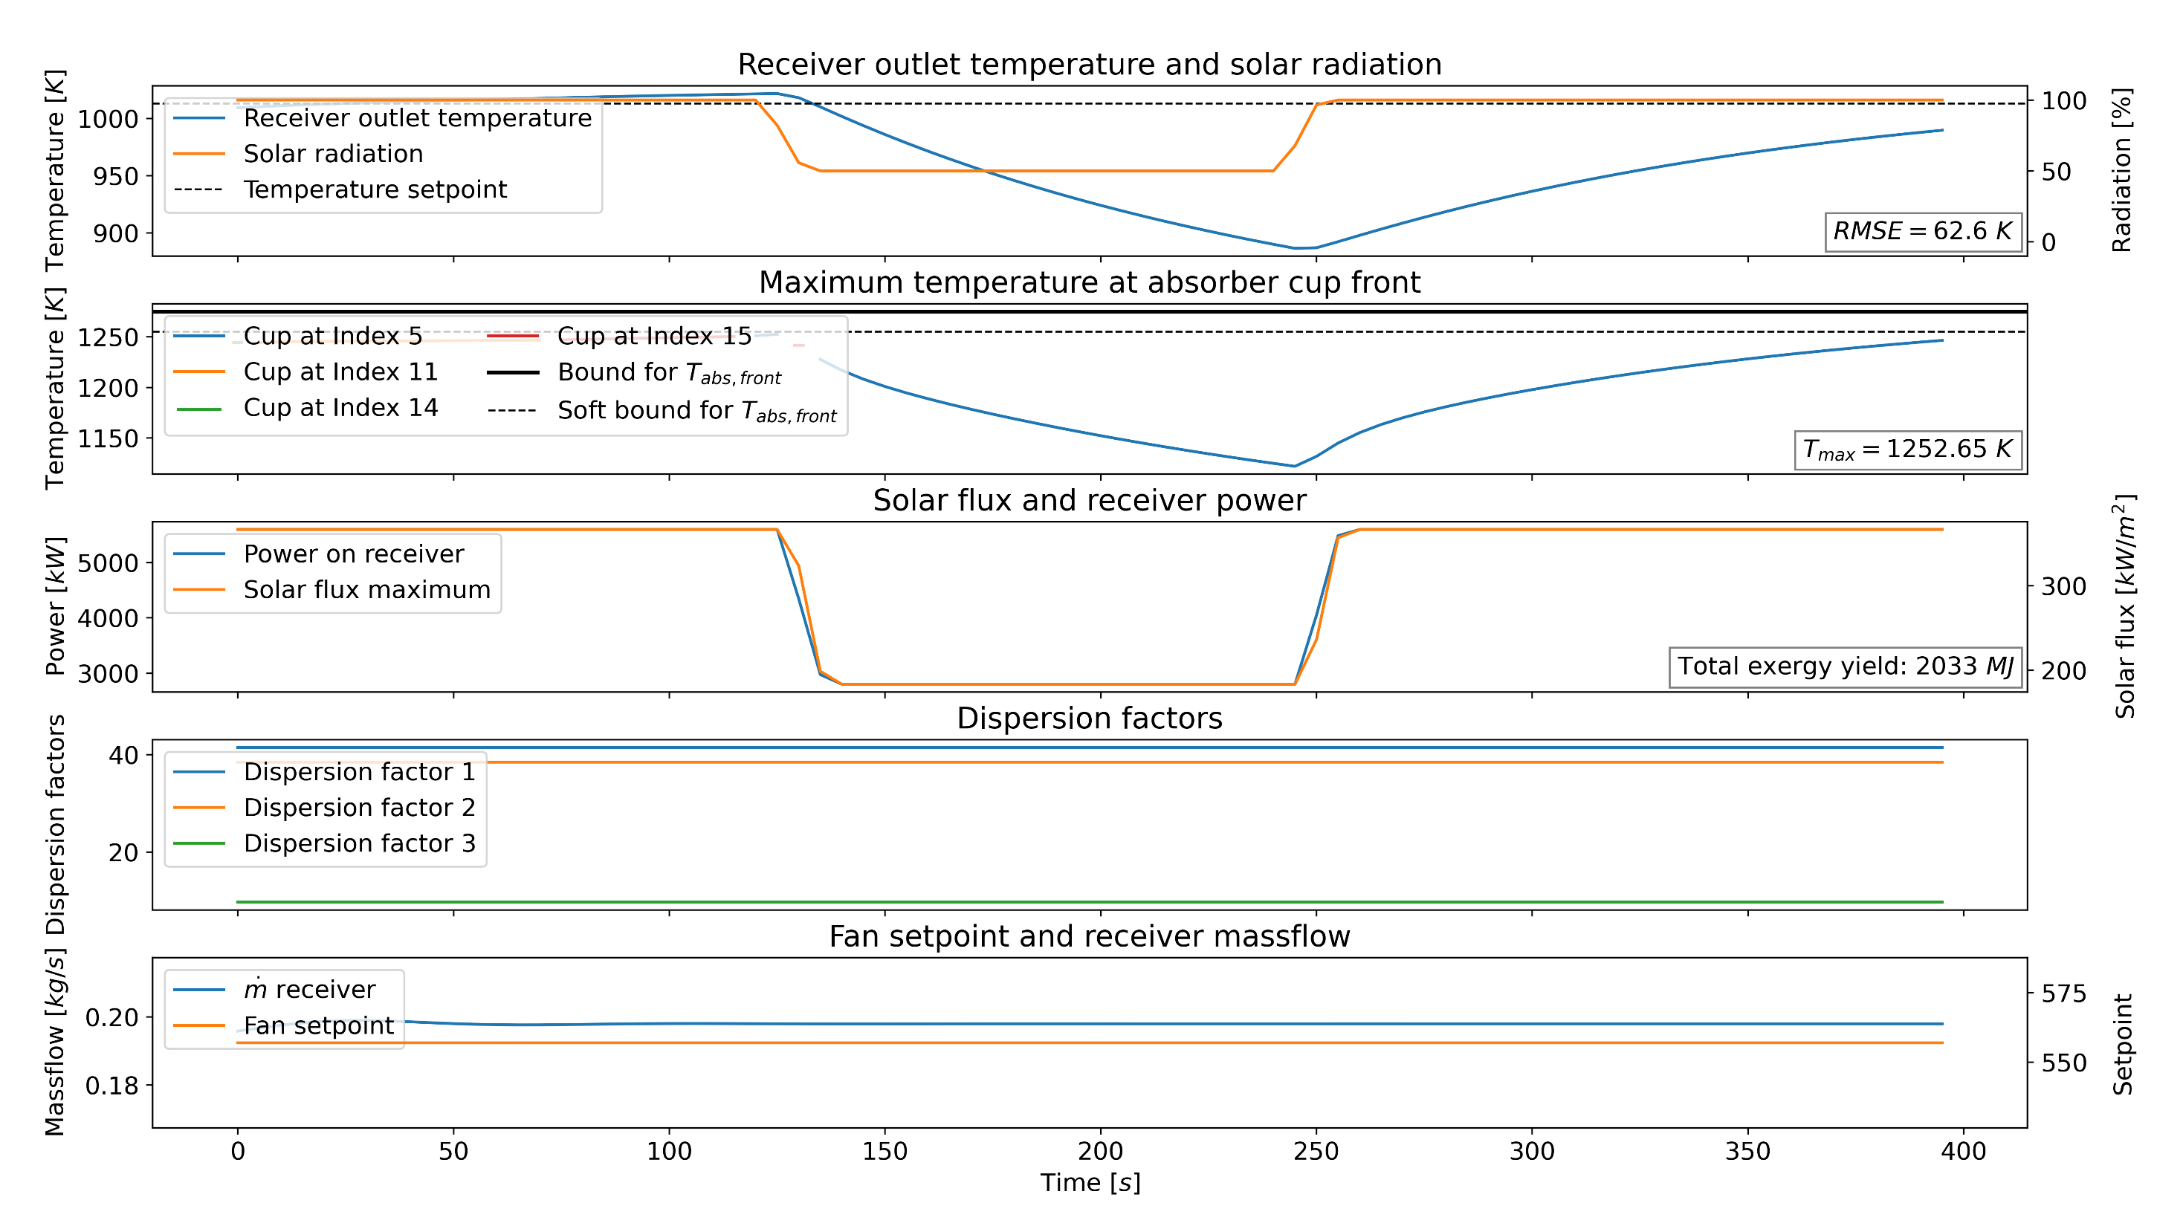 Receiver outlet temperature and solar radiation
Temperature [K]
1000
950
900
Receiver outlet temperature
Solar radiation
Temperature setpoint
RMSE = 62.6 K
100
50
0
Radiation [%]
Maximum temperature at absorber cup front
Temperature [K]
1250
1200
1150
Cup at Index 5
Cup at Index 11
Cup at Index 14
Cup at Index 15
Bound for T_abs,front
Soft bound for T_abs,front
T_max = 1252.65 K
Solar flux and receiver power
Power [kW]
5000
4000
3000
Power on receiver
Solar flux maximum
Total exergy yield: 2033 MJ
300
200
Solar flux [kW/m²]
Dispersion factors
Dispersion factors
40
20
Dispersion factor 1
Dispersion factor 2
Dispersion factor 3
Fan setpoint and receiver massflow
Massflow [kg/s]
0.20
0.18
ṁ receiver
Fan setpoint
575
550
Setpoint
0 50 100 150 200 250 300 350 400
Time [s]